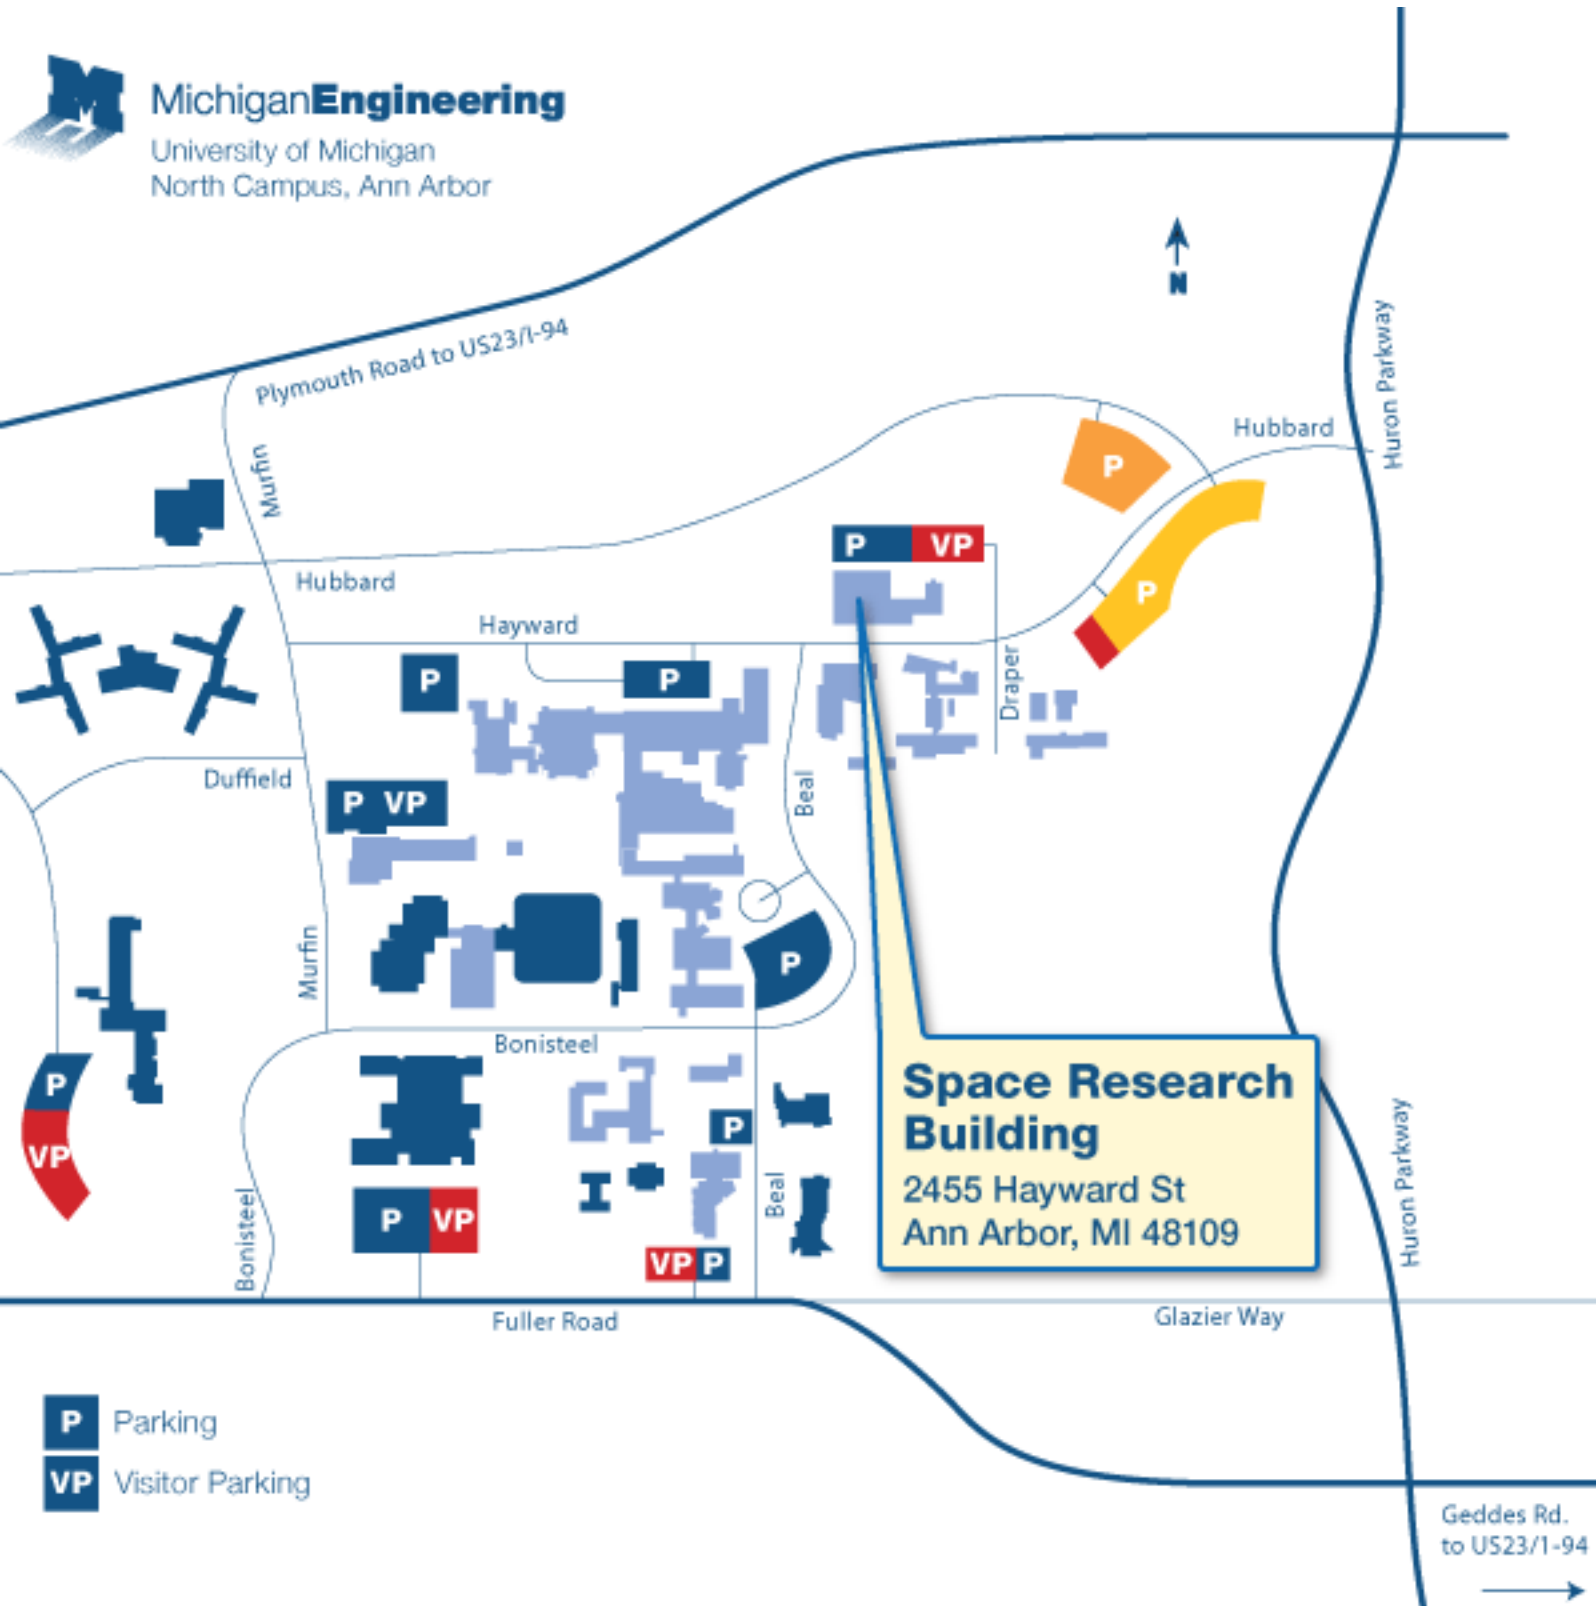 M
MichiganEngineering
University of Michigan
North Campus, Ann Arbor
N
Plymouth Road to US23/I-94
Huron Parkway
Hubbard
Murfin
P
P
P VP
Hubbard
Hayward
P
P
Draper
Duffield
P VP
Beal
Murfin
P
Bonisteel
Space Research
Building
2455 Hayward St
Ann Arbor, MI 48109
P
VP
P
Beal
Huron Parkway
Bonisteel
P VP
VP P
Fuller Road
Glazier Way
P Parking
VP Visitor Parking
Geddes Rd.
to US23/1-94